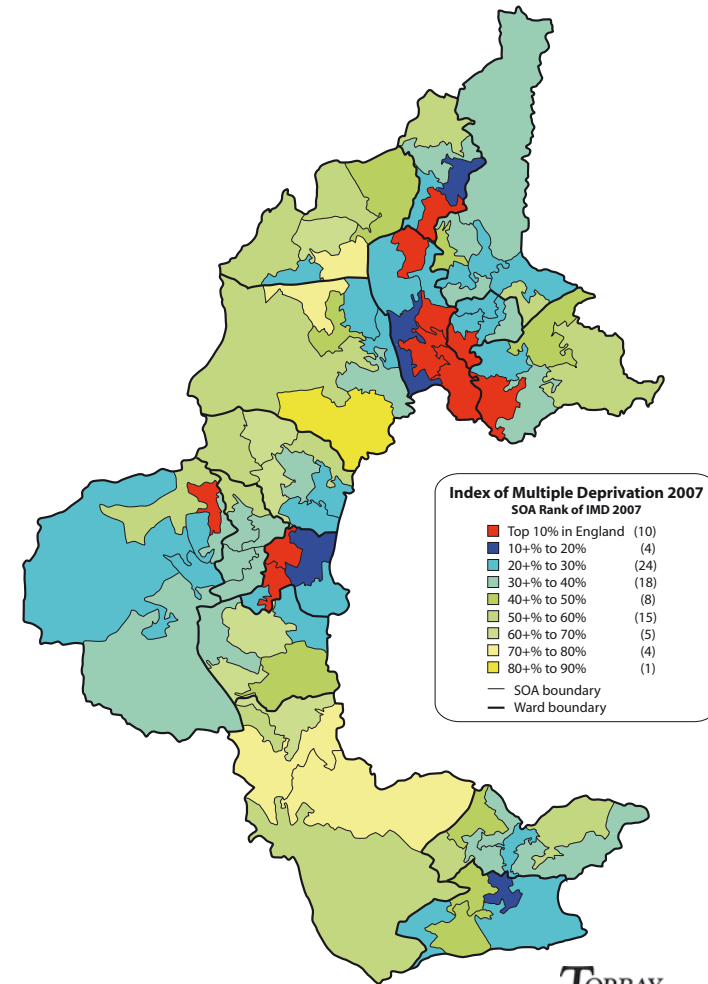 Index of Multiple Deprivation 2007
SOA Rank of IMD 2007
Top 10% in England (10)
10+% to 20% (4)
20+% to 30% (24)
30+% to 40% (18)
40+% to 50% (8)
50+% to 60% (15)
60+% to 70% (5)
70+% to 80% (4)
80+% to 90% (1)
SOA boundary
Ward boundary
TORBAY